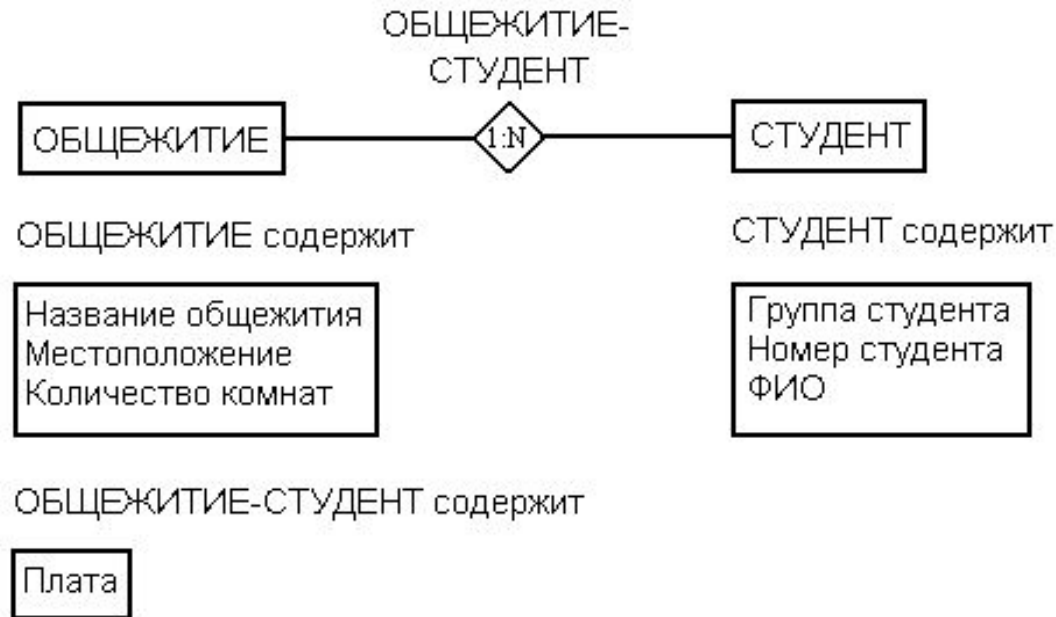 ОБЩЕЖИТИЕ-
СТУДЕНТ
ОБЩЕЖИТИЕ
1:N
СТУДЕНТ
ОБЩЕЖИТИЕ содержит
СТУДЕНТ содержит
Название общежития
Местоположение
Количество комнат
Группа студента
Номер студента
ФИО
ОБЩЕЖИТИЕ-СТУДЕНТ содержит
Плата